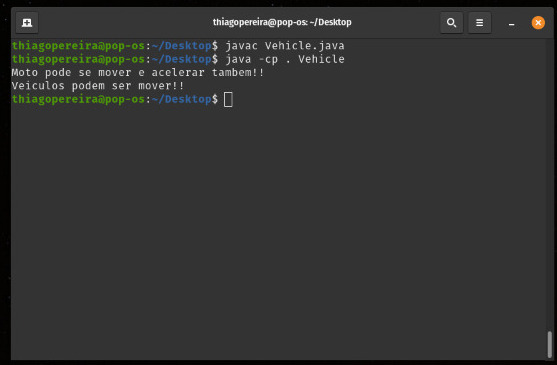 thiagopereira@pop-os: ~/Desktop
thiagopereira@pop-os:~/Desktop$ javac Vehicle.java
thiagopereira@pop-os:~/Desktop$ java -cp . Vehicle
Moto pode se mover e acelerar tambem!!
Veiculos podem ser mover!!
thiagopereira@pop-os:~/Desktop$